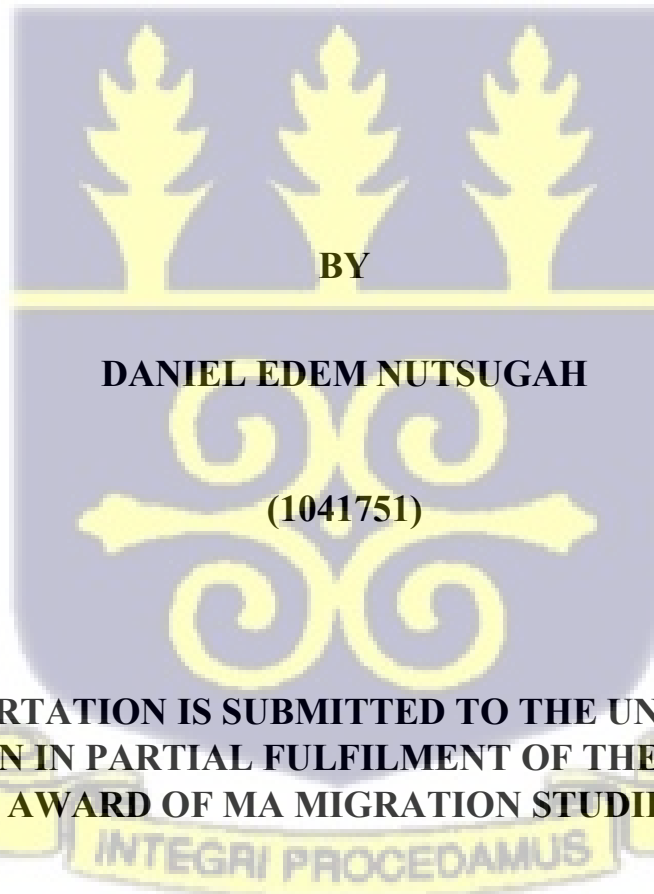 BY
DANIEL EDEM NUTSUGAH
(1041751)
IS SUBMITTED TO THE
IN PARTIAL FULFILMENT OF THE
AWARD OF MA MIGRATION
INTEGRI PROCEDAMUS